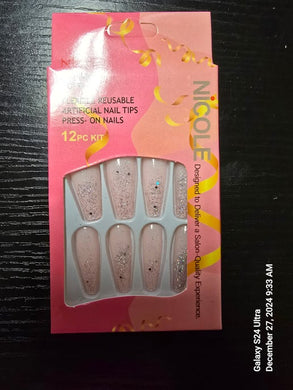 NICOLE
REUSABLE
ARTIFICIAL NAIL TIPS
PRESS- ON NAILS
12PC KIT
NICOLE
Designed to Deliver a Salon-Quality Experience.
Galaxy S24 Ultra
December 27, 2024 9:33 AM